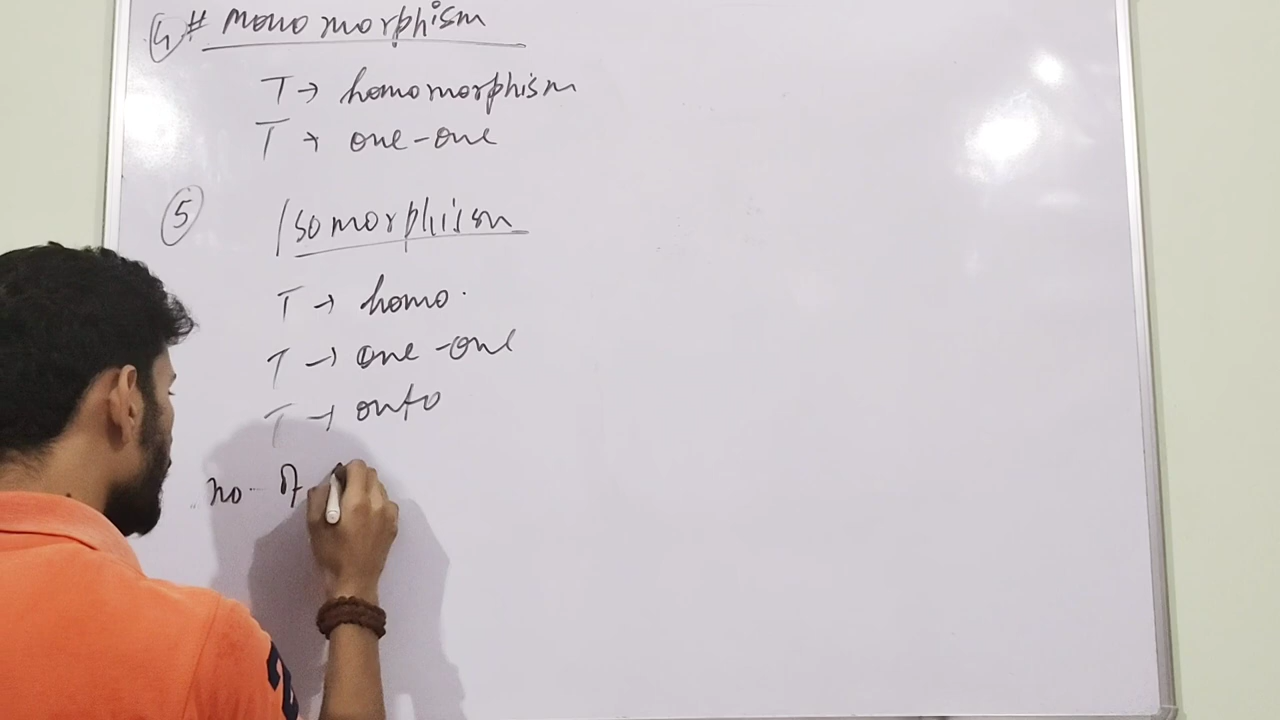 4 # Monomorphism
T → homomorphism
T → one-one
5 Isomorphism
T → homo.
T → one-one
T → onto
no. of